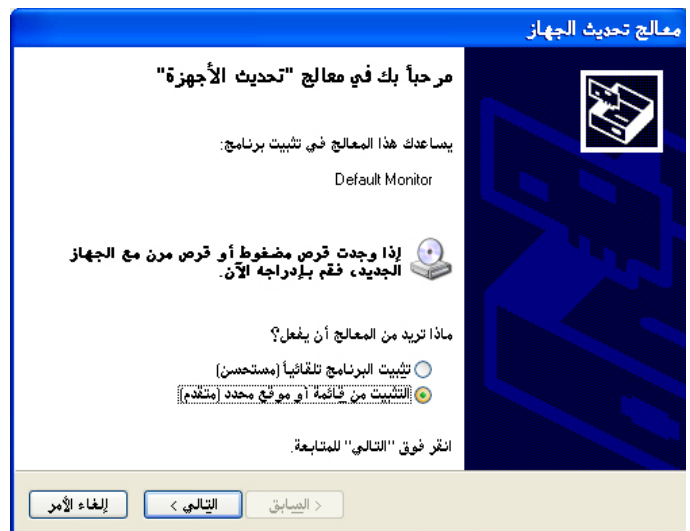 معالج تحديث الجهاز
مرحباً بك في معالج "تحديث الأجهزة"
يساعدك هذا المعالج في تثبيت برنامج:
Default Monitor
إذا وجدت قرص مضغوط أو قرص مرن مع الجهاز
الجديد، فقم بإدراجه الآن.
ماذا تريد من المعالج أن يفعل؟
تثبيت البرنامج تلقائياً (مستحسن)
التثبيت من قائمة أو موقع محدد (متقدم)
انقر فوق "التالي" للمتابعة.
< السابق
التالي >
إلغاء الأمر